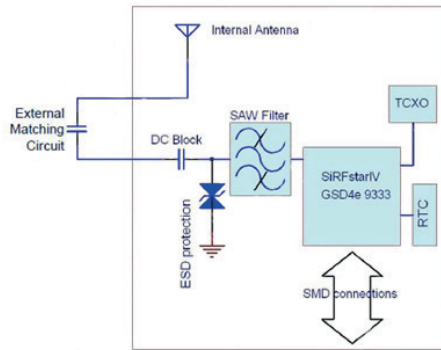 Internal Antenna
External
Matching
Circuit
DC Block
SAW Filter
TCXO
SiRFstarIV
GSD4e 9333
RTC
ESD protection
SMD connections